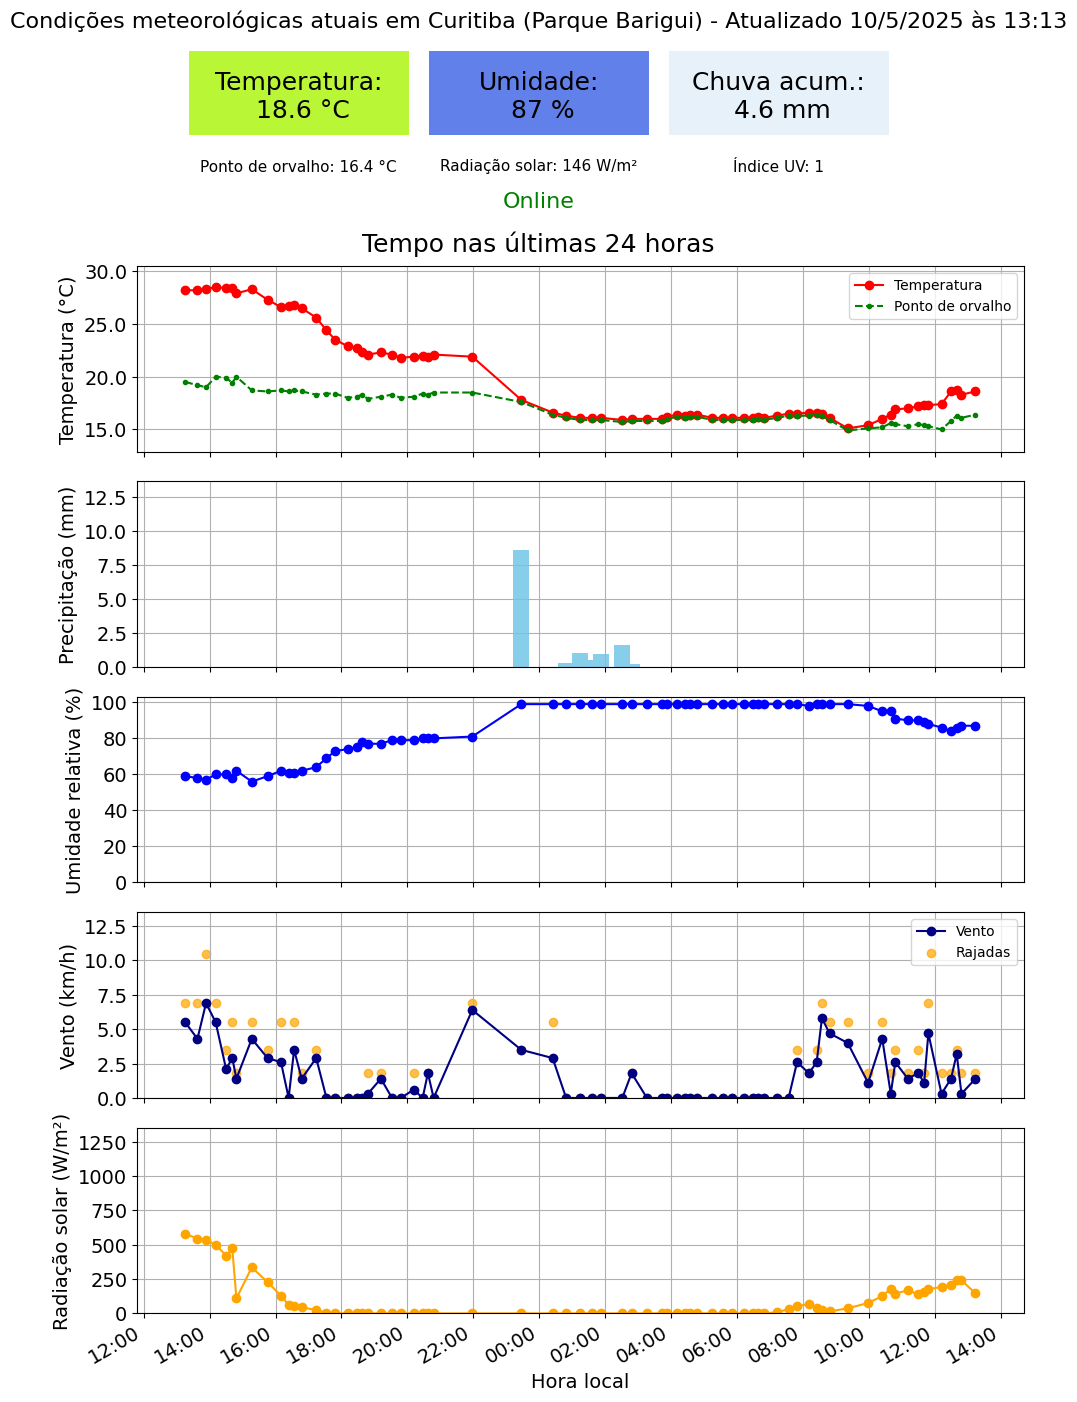 Condições meteorológicas atuais em Curitiba (Parque Barigui) - Atualizado 10/5/2025 às 13:13
Temperatura:
18.6 °C
Umidade:
87 %
Chuva acum.:
4.6 mm
Ponto de orvalho: 16.4 °C
Radiação solar: 146 W/m²
Índice UV: 1
Online
Tempo nas últimas 24 horas
Temperatura (°C)
30.0
25.0
20.0
15.0
Temperatura
Ponto de orvalho
Precipitação (mm)
12.5
10.0
7.5
5.0
2.5
0.0
Umidade relativa (%)
100
80
60
40
20
0
Vento (km/h)
12.5
10.0
7.5
5.0
2.5
0.0
Vento
Rajadas
Radiação solar (W/m²)
1250
1000
750
500
250
0
12:00
14:00
16:00
18:00
20:00
22:00
00:00
02:00
04:00
06:00
08:00
10:00
12:00
14:00
Hora local